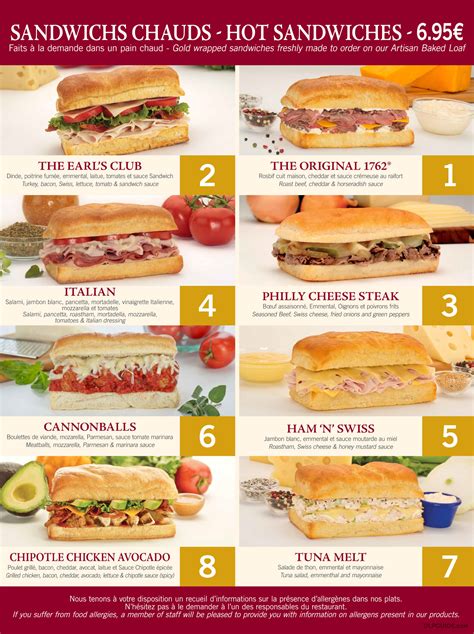 SANDWICHS CHAUDS - HOT SANDWICHES - 6.95€
Faits à la demande dans un pain chaud - Gold wrapped sandwiches freshly made to order on our Artisan Baked Loaf
THE EARL'S CLUB
Dinde, poitrine fumée, emmental, laitue, tomates et sauce Sandwich
Turkey, bacon, Swiss, lettuce, tomato & sandwich sauce
2
THE ORIGINAL 1762®
Rosbif cuit maison, cheddar et sauce crémeuse au raifort
Roast beef, cheddar & horseradish sauce
1
ITALIAN
Salami, jambon blanc, pancetta, mortadelle, vinaigrette Italienne,
mozzarella et tomates
Salami, pancetta, roastham, mortadella, mozzarella,
tomatoes & Italian dressing
4
PHILLY CHEESE STEAK
Bœuf assaisonné, Emmental, Oignons et poivrons frits
Seasoned Beef, Swiss cheese, fried onions and green peppers
3
CANNONBALLS
Boulettes de viande, mozarella, Parmesan, sauce tomate marinara
Meatballs, mozarella, Parmesan & marinara sauce
6
HAM 'N' SWISS
Jambon blanc, emmental et sauce moutarde au miel
Roastham, Swiss cheese & honey mustard sauce
5
CHIPOTLE CHICKEN AVOCADO
Poulet grillé, bacon, cheddar, avocat, laitue et Sauce Chipotle épicée
Grilled chicken, bacon, cheddar, avocado, lettuce & chipotle sauce (spicy)
8
TUNA MELT
Salade de thon, emmental et mayonnaise
Tuna salad, emmenthal and mayonnaise
7
Nous tenons à votre disposition un recueil d'informations sur la présence d'allergènes dans nos plats.
N'hésitez pas à le demander à l'un des responsables du restaurant.
If you suffer from food allergies, a member of staff will be pleased to provide you with information on allergens present in our products.